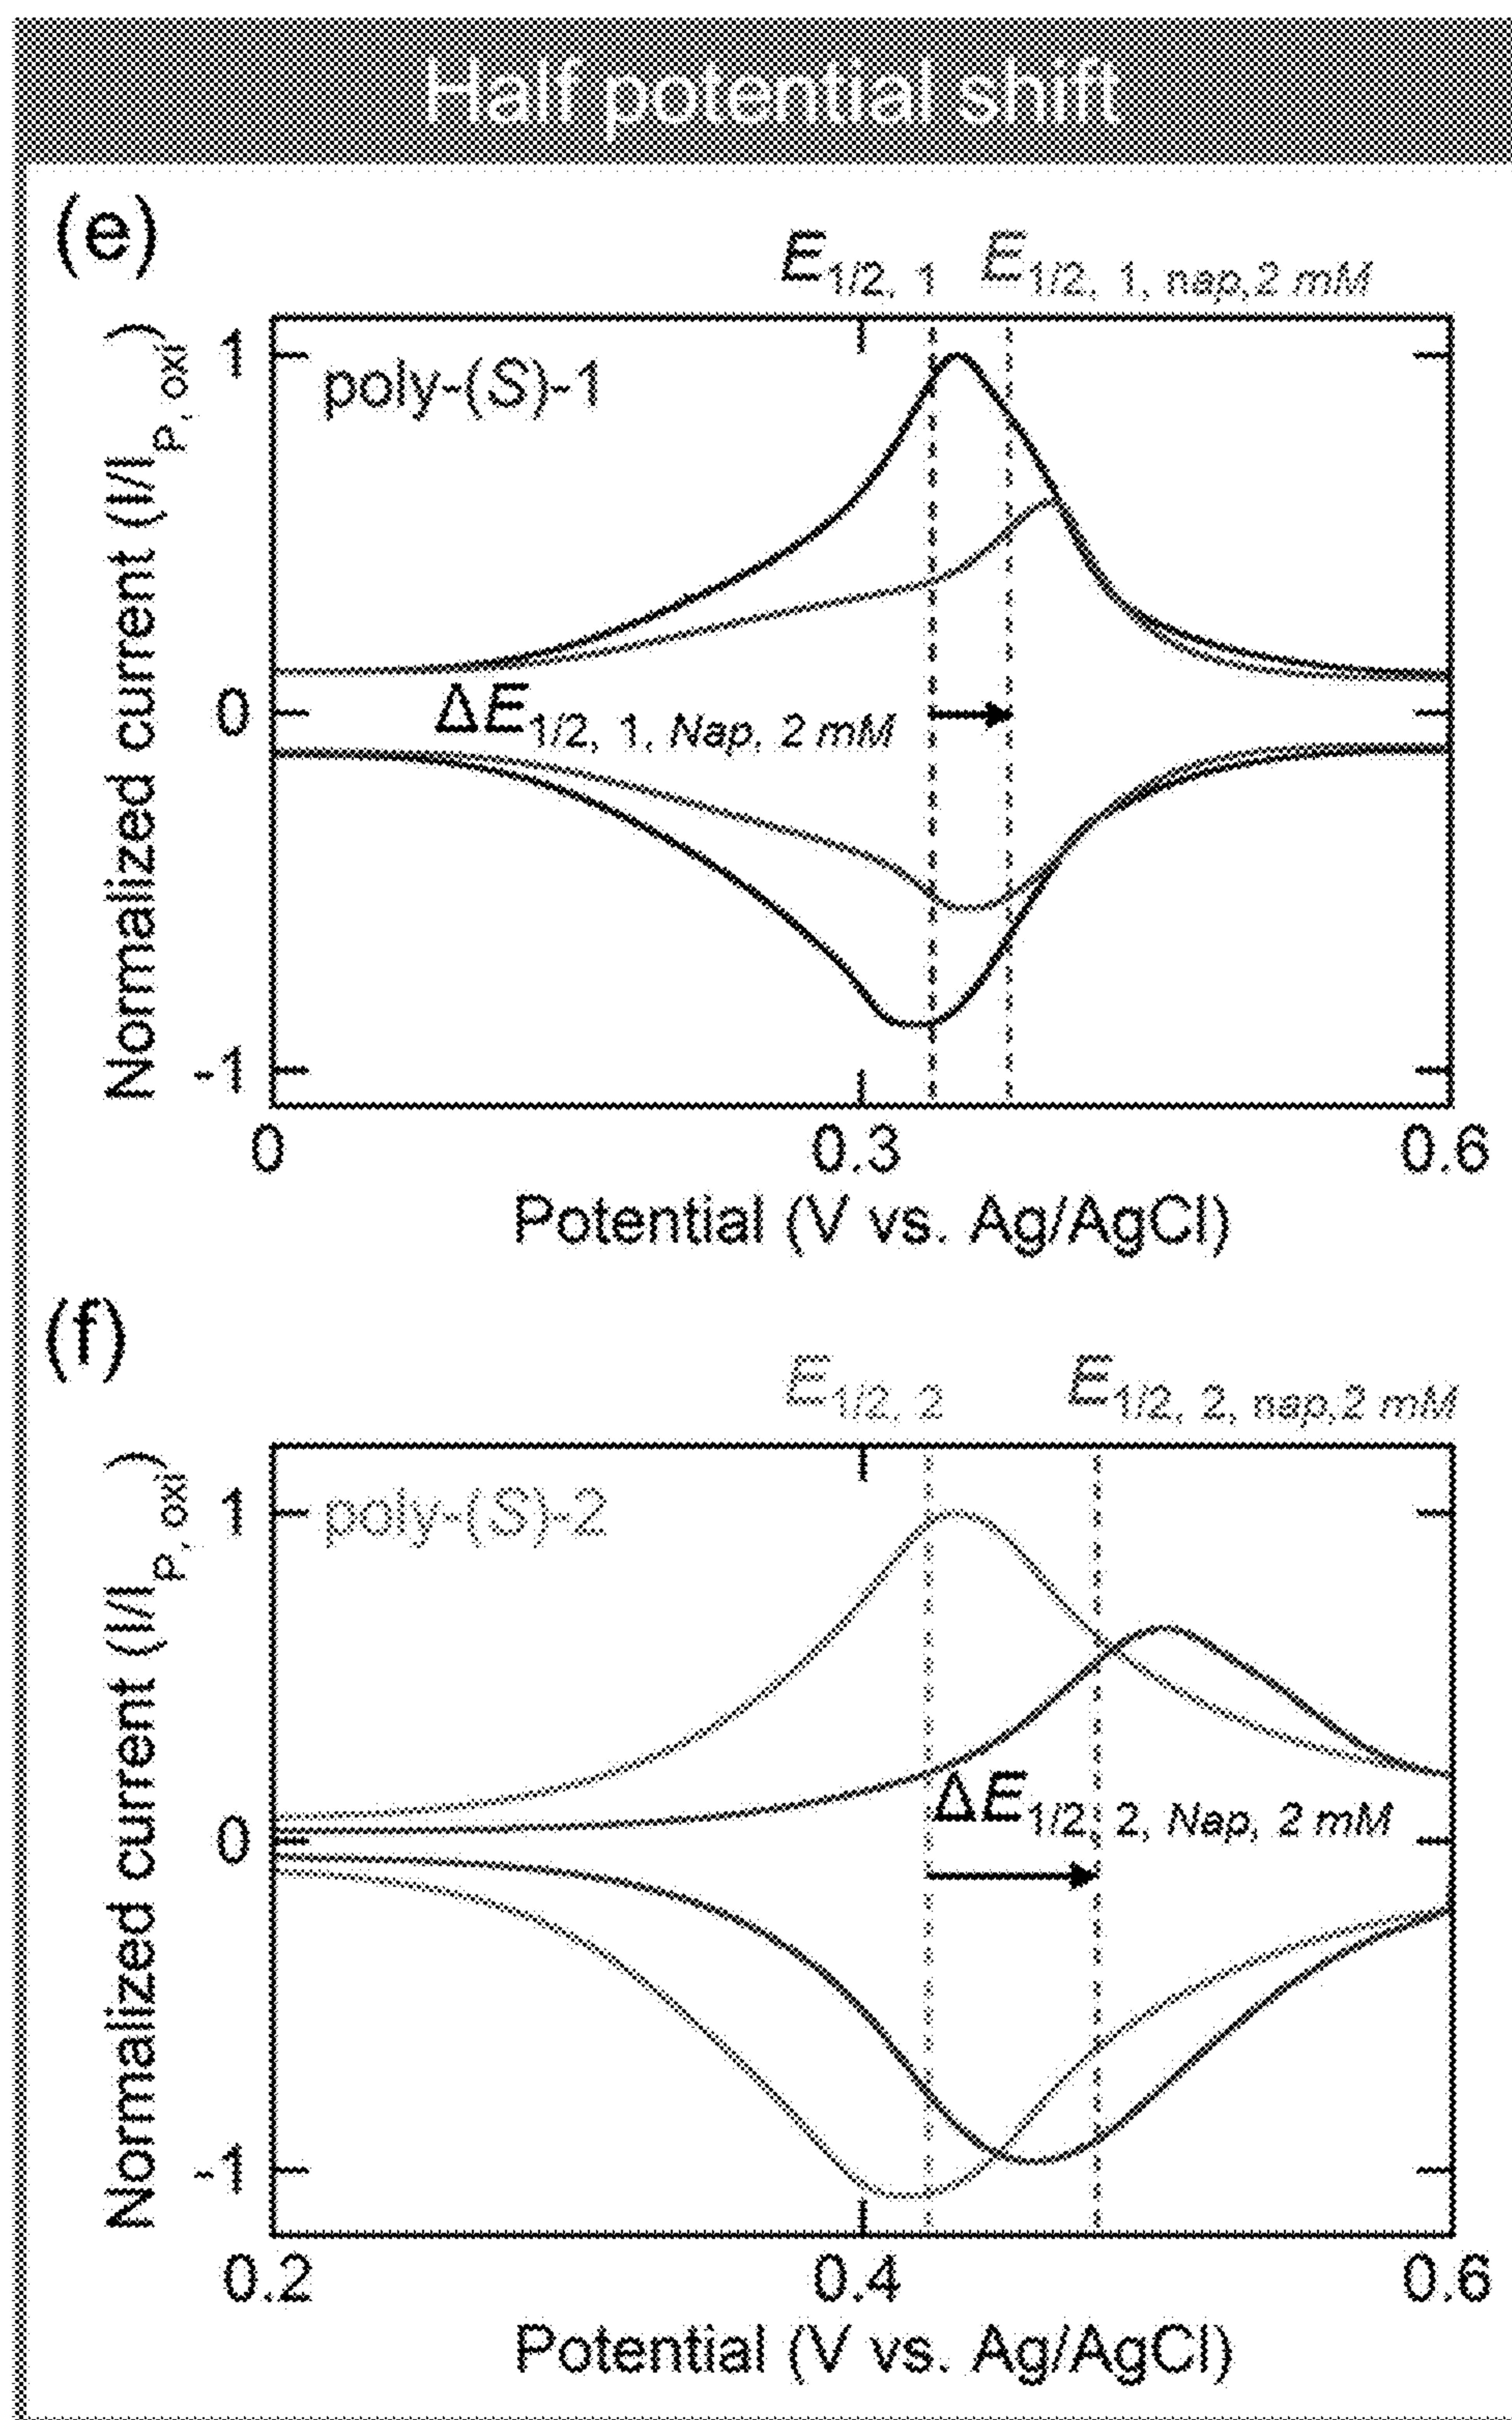 Half potential shift
(e)
E1/2, 1 E1/2, 1, nap,2 mM
Normalized current (I/IP, oxi)
1
poly-(S)-1
0
ΔE1/2, 1, Nap, 2 mM
-1
0 0.3 0.6
Potential (V vs. Ag/AgCl)
(f)
E1/2, 2 E1/2, 2, nap,2 mM
Normalized current (I/IP, oxi)
1
poly-(S)-2
0
ΔE1/2, 2, Nap, 2 mM
-1
0.2 0.4 0.6
Potential (V vs. Ag/AgCl)